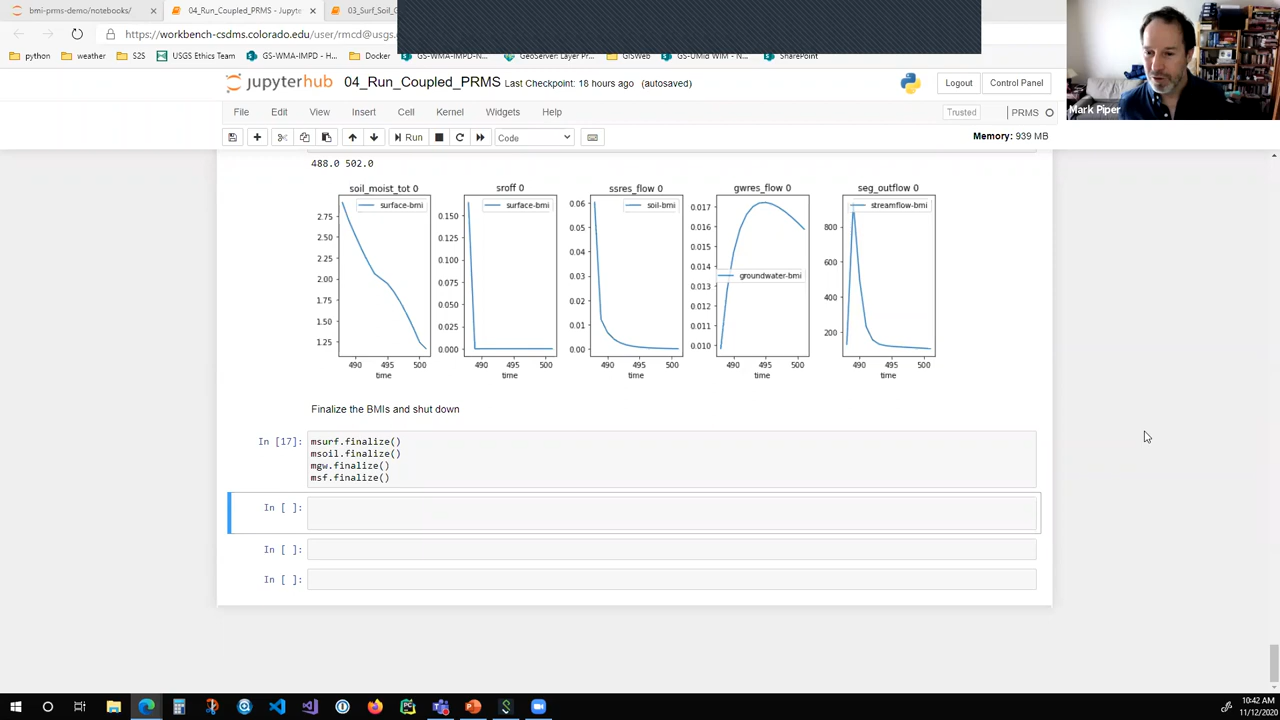 bmi-prms-demo/notebooks/
04_Run_Coupled_PRMS - Jupyte
03_Surf_Soil_
https://workbench-csdms.colorado.edu/user/rmcd@usgs.
python
weather
S2S
USGS Ethics Team
GS-WMA-IMPD - H...
Docker
GS-WMA-IMPD-N...
GeoServer Layer Pr...
GISWeb
GS-UMid WIM - N...
SharePoint
jupyterhub
04_Run_Coupled_PRMS Last Checkpoint: 18 hours ago (autosaved)
Logout
Control Panel
Mark Piper
File Edit View Insert Cell Kernel Widgets Help
Trusted
PRMS
Run
Code
Memory: 939 MB
488.0 502.0
soil_moist_tot 0
surface-bmi
2.75
2.50
2.25
2.00
1.75
1.50
1.25
490 495 500
time
sroff 0
surface-bmi
0.150
0.125
0.100
0.075
0.050
0.025
0.000
490 495 500
time
ssres_flow 0
soil-bmi
0.06
0.05
0.04
0.03
0.02
0.01
0.00
490 495 500
time
gwres_flow 0
groundwater-bmi
0.017
0.016
0.015
0.014
0.013
0.012
0.011
0.010
490 495 500
time
seg_outflow 0
streamflow-bmi
800
600
400
200
490 495 500
time
Finalize the BMIs and shut down
In [17]:
msurf.finalize()
msoil.finalize()
mgw.finalize()
msf.finalize()
In [ ]:
In [ ]:
In [ ]:
10:42 AM
11/12/2020